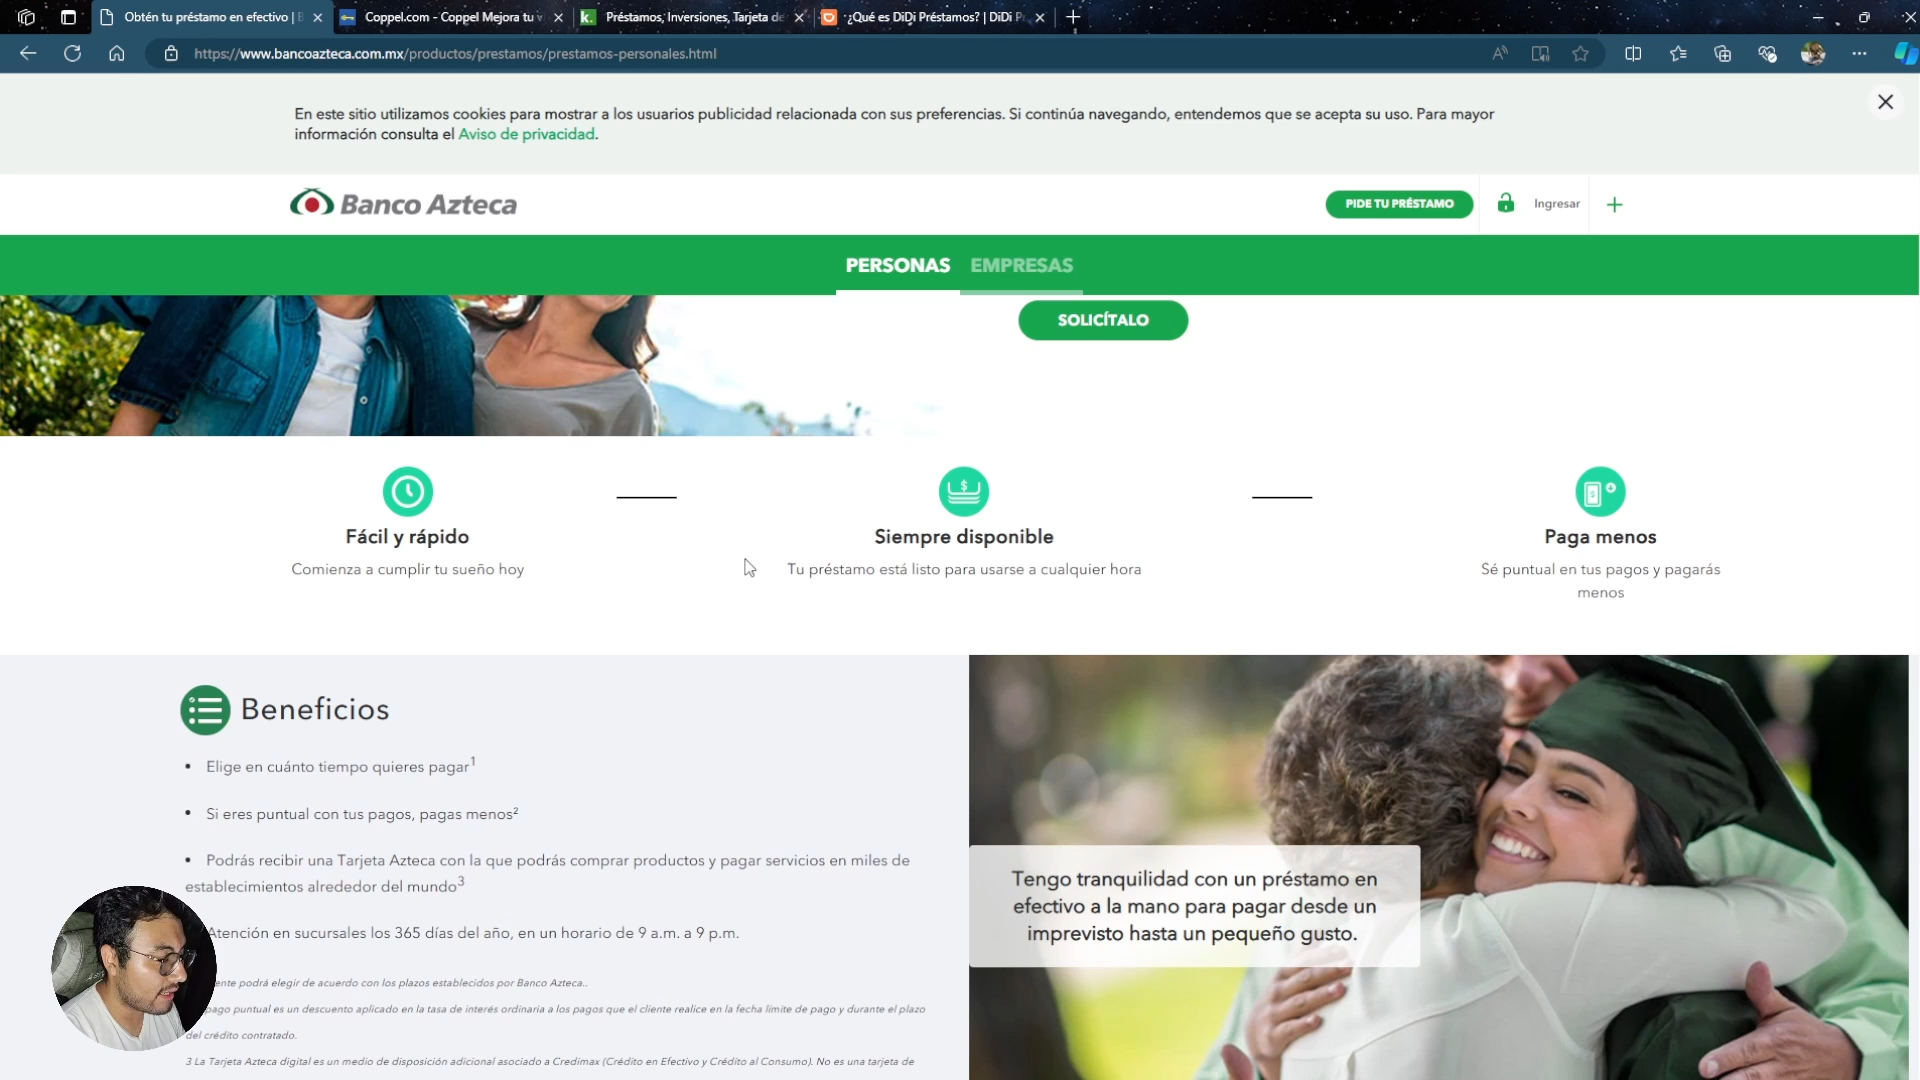 Obtén tu préstamo en efectivo | B
Coppel.com - Coppel Mejora tu v
Préstamos, Inversiones, Tarjeta de
¿Qué es DiDi Préstamos? | DiDi P
https://www.bancoazteca.com.mx/productos/prestamos/prestamos-personales.html
En este sitio utilizamos cookies para mostrar a los usuarios publicidad relacionada con sus preferencias. Si continúa navegando, entendemos que se acepta su uso. Para mayor
información consulta el Aviso de privacidad.
Banco Azteca
PIDE TU PRÉSTAMO
Ingresar
PERSONAS
EMPRESAS
SOLICÍTALO
Fácil y rápido
Comienza a cumplir tu sueño hoy
Siempre disponible
Tu préstamo está listo para usarse a cualquier hora
Paga menos
Sé puntual en tus pagos y pagarás
menos
Beneficios
• Elige en cuánto tiempo quieres pagar¹
• Si eres puntual con tus pagos, pagas menos²
• Podrás recibir una Tarjeta Azteca con la que podrás comprar productos y pagar servicios en miles de
establecimientos alrededor del mundo³
Atención en sucursales los 365 días del año, en un horario de 9 a.m. a 9 p.m.
podrá elegir de acuerdo con los plazos establecidos por Banco Azteca..
pago puntual es un descuento aplicado en la tasa de interés ordinaria a los pagos que el cliente realice en la fecha límite de pago y durante el plazo
del crédito contratado.
3 La Tarjeta Azteca digital es un medio de disposición adicional asociado a Credimax (Crédito en Efectivo y Crédito al Consumo). No es una tarjeta de
Tengo tranquilidad con un préstamo en
efectivo a la mano para pagar desde un
imprevisto hasta un pequeño gusto.